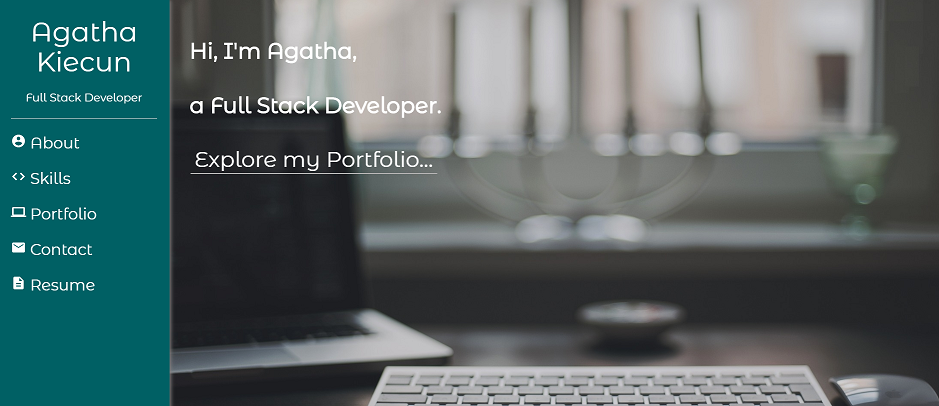 Agatha
Kiecun
Full Stack Developer
About
Skills
Portfolio
Contact
Resume
Hi, I'm Agatha,
a Full Stack Developer.
Explore my Portfolio...